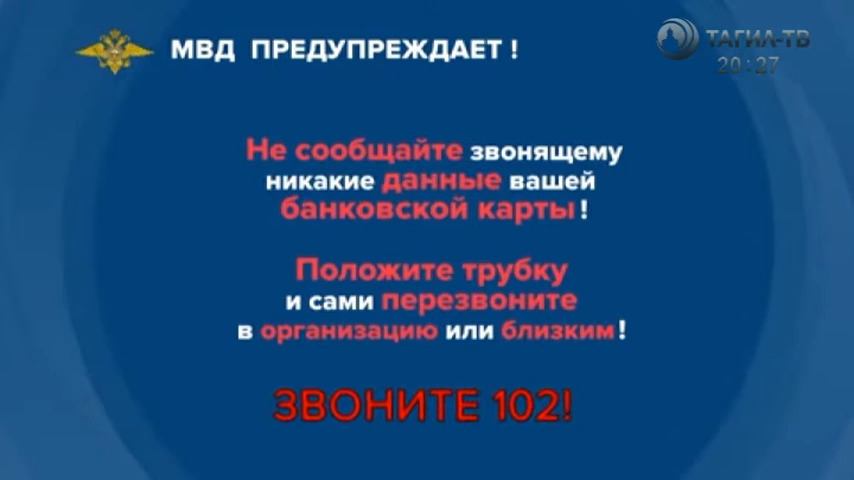 МВД ПРЕДУПРЕЖДАЕТ !
ТАГИЛ-ТВ
20:27
Не сообщайте звонящему
никакие данные вашей
банковской карты !
Положите трубку
и сами перезвоните
в организацию или близким !
ЗВОНИТЕ 102!